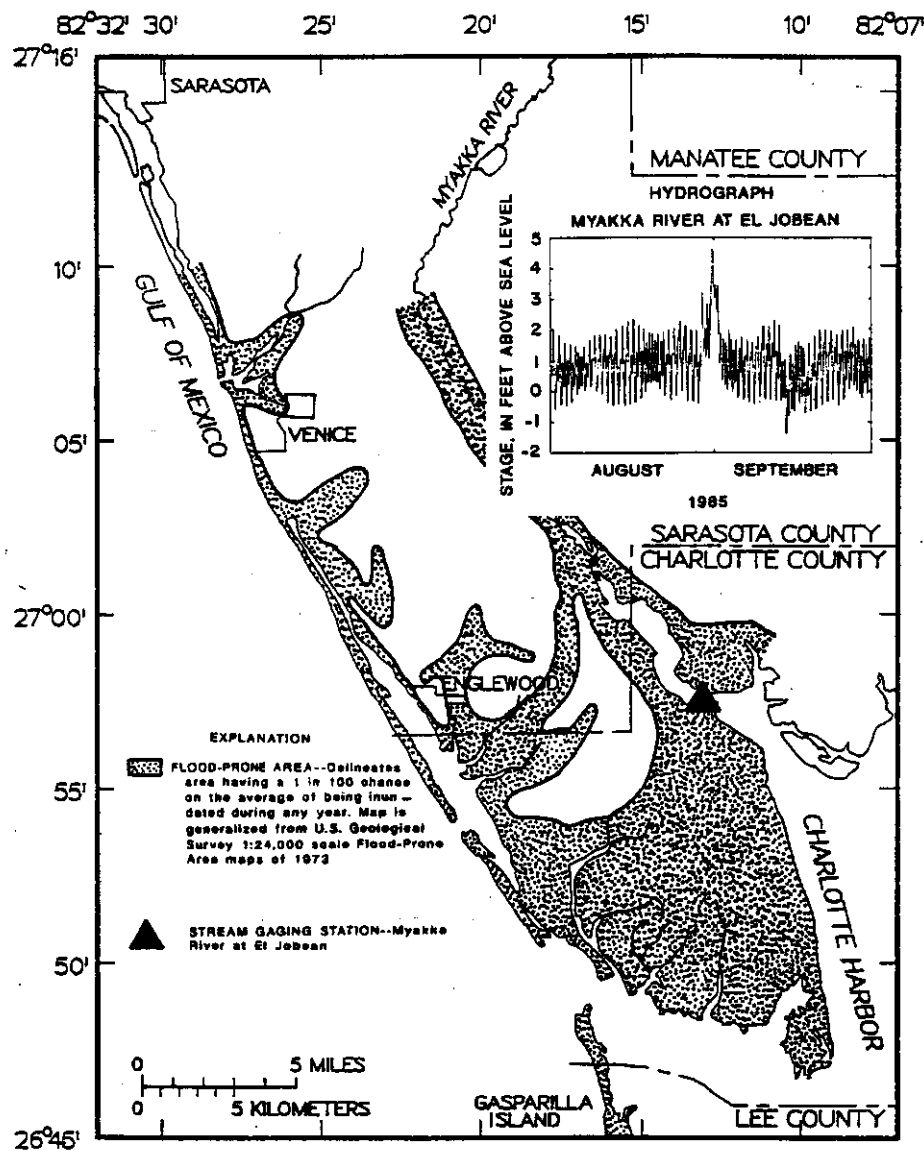 82°32' 30' 25' 20' 15' 10' 82°07'
27°16'
SARASOTA
MYAKKA RIVER
MANATEE COUNTY
HYDROGRAPH
MYAKKA RIVER AT EL JOBEAN
STAGE, IN FEET ABOVE SEA LEVEL
5
4
3
2
1
0
-1
-2
AUGUST SEPTEMBER
1985
10'
GULF OF MEXICO
VENICE
05'
SARASOTA COUNTY
CHARLOTTE COUNTY
27°00'
ENGLEWOOD
EXPLANATION
FLOOD-PRONE AREA--Delineates
area having a 1 in 100 chance
on the average of being inun-
dated during any year. Map is
generalized from U.S. Geological
Survey 1:24,000 scale Flood-Prone
Area maps of 1973
55'
CHARLOTTE HARBOR
STREAM GAGING STATION--Myakka
River at El Jobean
50'
0 5 MILES
0 5 KILOMETERS
GASPARILLA
ISLAND
LEE COUNTY
26°45'